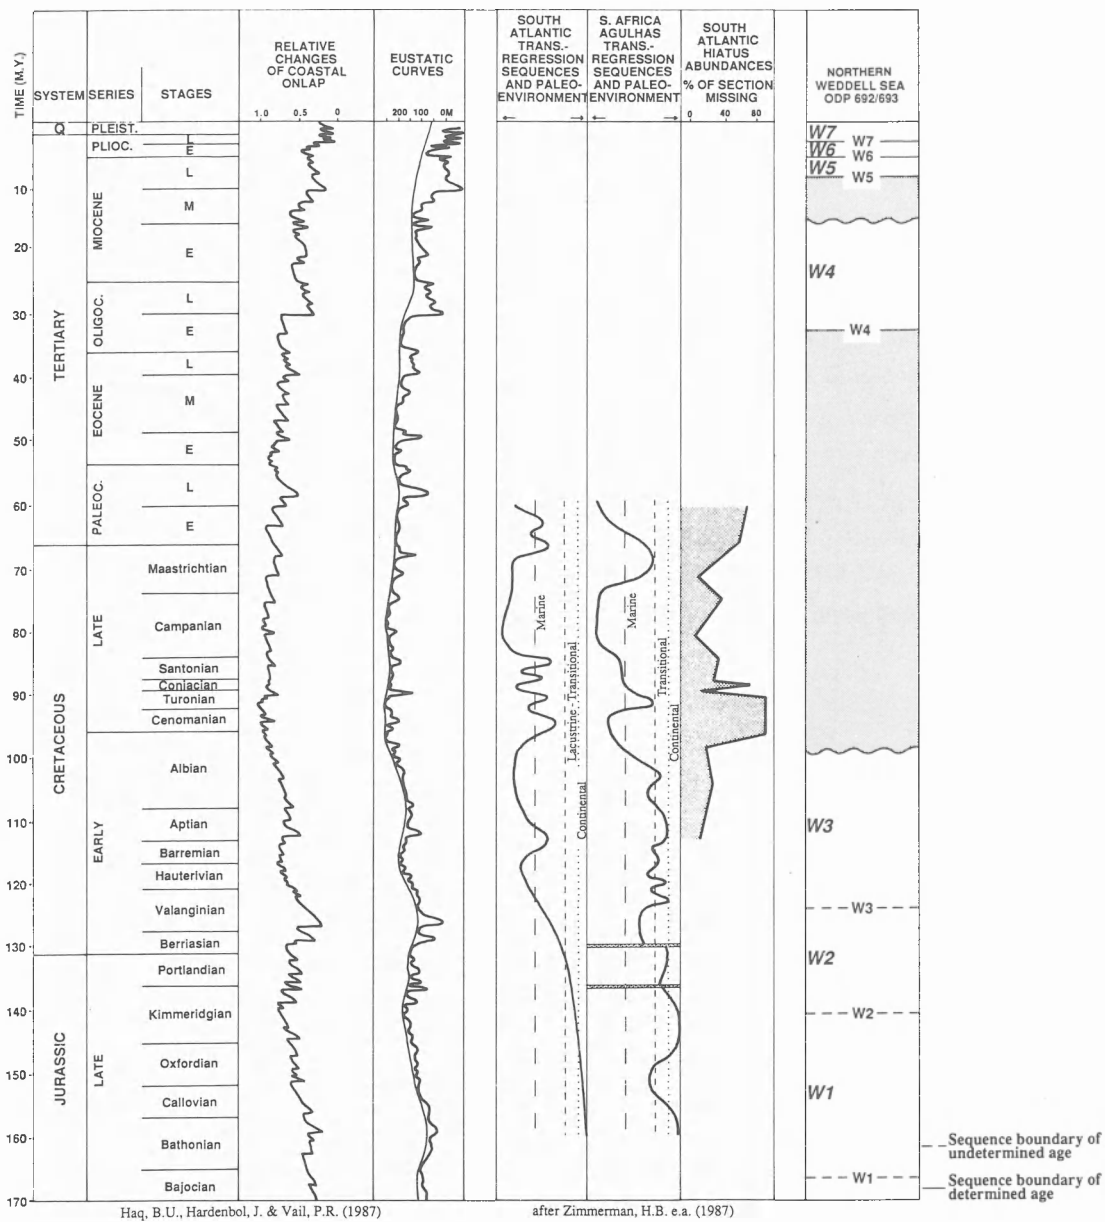 TIME (M.Y.)
SYSTEM
SERIES
STAGES
RELATIVE
CHANGES
OF COASTAL
ONLAP
1.0 0.5 0
EUSTATIC
CURVES
200 100 0M
SOUTH
ATLANTIC
TRANS.-
REGRESSION
SEQUENCES
AND PALEO-
ENVIRONMENT
S. AFRICA
AGULHAS
TRANS.-
REGRESSION
SEQUENCES
AND PALEO-
ENVIRONMENT
SOUTH
ATLANTIC
HIATUS
ABUNDANCES
% OF SECTION
MISSING
0 40 80
NORTHERN
WEDDELL SEA
ODP 692/693
10
20
30
40
50
60
70
80
90
100
110
120
130
140
150
160
170
Q
TERTIARY
CRETACEOUS
JURASSIC
PLEIST.
PLIOC.
MIOCENE
OLIGOC.
EOCENE
PALEOC.
LATE
EARLY
LATE
L
E
L
M
E
L
E
L
M
E
L
E
Maastrichtian
Campanian
Santonian
Coniacian
Turonian
Cenomanian
Albian
Aptian
Barremian
Hauterivian
Valanginian
Berriasian
Portlandian
Kimmeridgian
Oxfordian
Callovian
Bathonian
Bajocian
Marine
Lacustrine - Transitional
Continental
Marine
Transitional
Continental
W7
W7
W6
W6
W5
W5
W4
W4
W3
W3
W2
W2
W1
W1
Sequence boundary of
undetermined age
Sequence boundary of
determined age
Haq, B.U., Hardenbol, J. & Vail, P.R. (1987)
after Zimmerman, H.B. e.a. (1987)